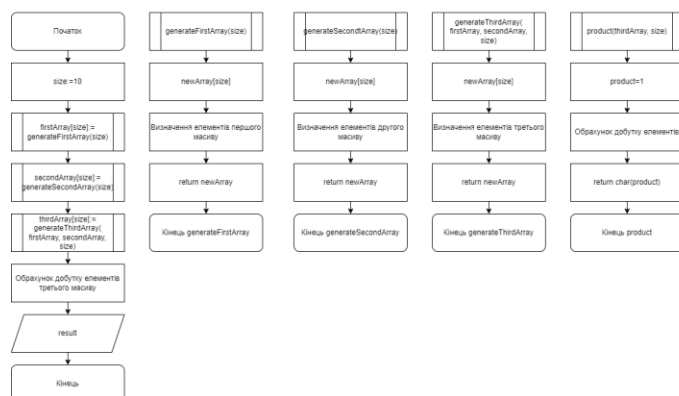 Початок
size:=10
firstArray[size]:=
generateFirstArray(size)
secondArray[size]:=
generateSecondArray(size)
thirdArray[size]:=
generateThirdArray(
firstArray, secondArray,
size)
Обрахунок добутку елементів
третього масиву
result
Кінець
generateFirstArray(size)
newArray[size]
Визначення елементів першого
масиву
return newArray
Кінець generateFirstArray
generateSecondtArray(size)
newArray[size]
Визначення елементів другого
масиву
return newArray
Кінець generateSecondArray
generateThirdArray(
firstArray, secondArray,
size)
newArray[size]
Визначення елементів третього
масиву
return newArray
Кінець generateThirdArray
product(thirdArray, size)
product=1
Обрахунок добутку елементів
return char(product)
Кінець product